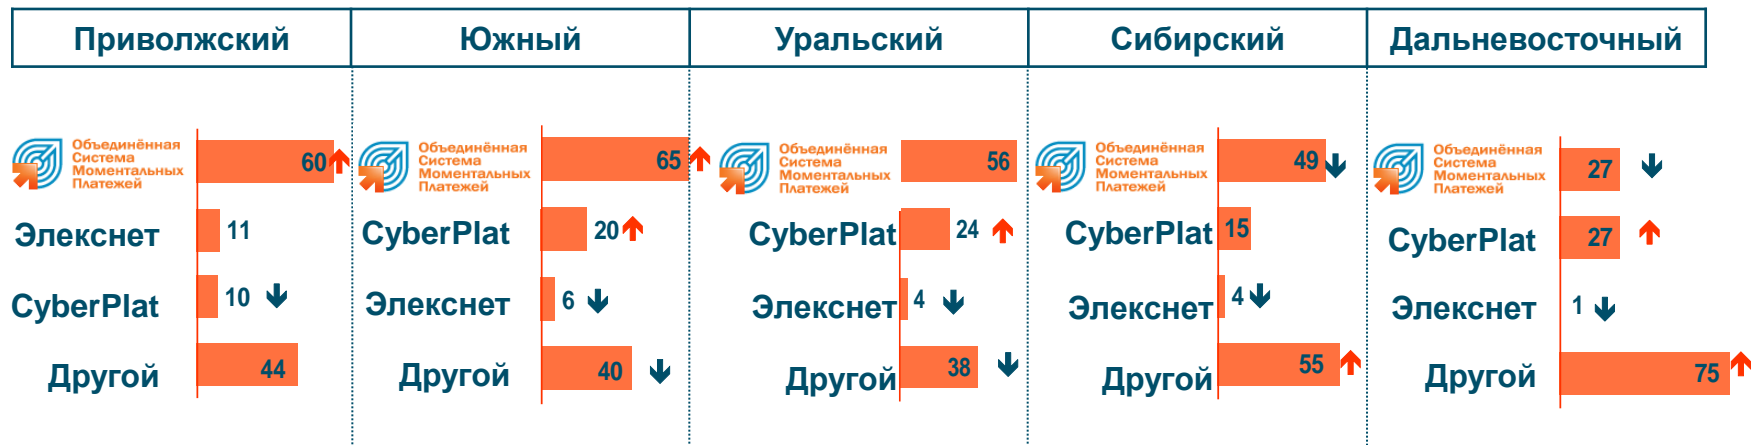 Приволжский
Южный
Уральский
Сибирский
Дальневосточный
Объединённая
Система
Моментальных
Платежей
60
Элекснет
11
CyberPlat
10
Другой
44
Объединённая
Система
Моментальных
Платежей
65
CyberPlat
20
Элекснет
6
Другой
40
Объединённая
Система
Моментальных
Платежей
56
CyberPlat
24
Элекснет
4
Другой
38
Объединённая
Система
Моментальных
Платежей
49
CyberPlat
15
Элекснет
4
Другой
55
Объединённая
Система
Моментальных
Платежей
27
CyberPlat
27
Элекснет
1
Другой
75